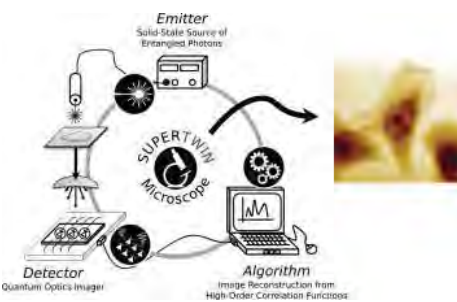 Emitter
Solid-State Source of
Entangled Photons
SUPERTWIN
Microscope
Detector
Quantum Optics Imager
Algorithm
Image Reconstruction from
High-Order Correlation Functions